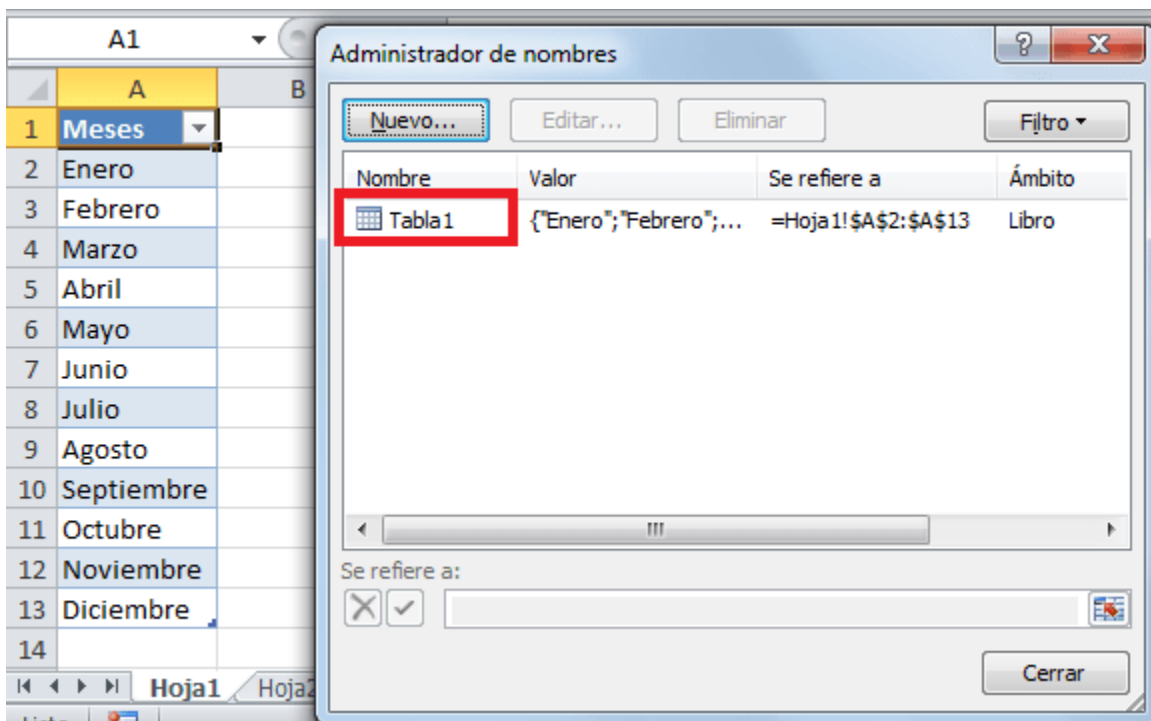 A1
Administrador de nombres
A B
Nuevo... Editar... Eliminar Filtro
Nombre Valor Se refiere a Ámbito
Tabla1 {"Enero";"Febrero";... =Hoja1!$A$2:$A$13 Libro
1 Meses
2 Enero
3 Febrero
4 Marzo
5 Abril
6 Mayo
7 Junio
8 Julio
9 Agosto
10 Septiembre
11 Octubre
12 Noviembre
13 Diciembre
14
Se refiere a:
Cerrar
Hoja1 Hoja2